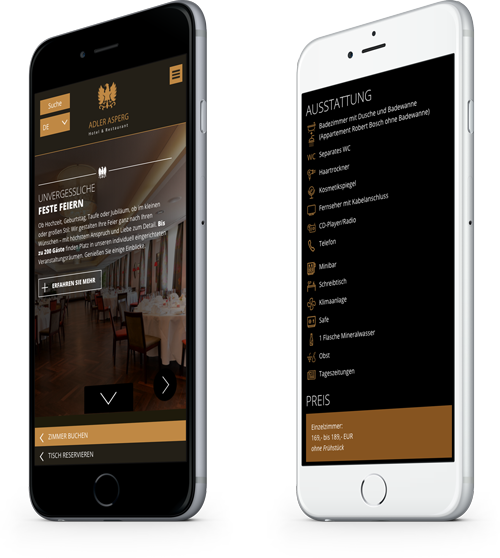 Suche
DE
ADLER ASPERG
Hotel & Restaurant
UNVERGESSLICHE
FESTE FEIERN
Ob Hochzeit, Geburtstag, Taufe oder Jubiläum, ob im kleinen
oder großen Stil: Wir gestalten Ihre Feier ganz nach Ihren
Wünschen – mit höchstem Anspruch und Liebe zum Detail. Bis
zu 200 Gäste finden Platz in unseren individuell eingerichteten
Veranstaltungsräumen. Genießen Sie einige Einblicke.
ERFAHREN SIE MEHR
ZIMMER BUCHEN
TISCH RESERVIEREN
AUSSTATTUNG
Badezimmer mit Dusche und Badewanne
(Appartement Robert Bosch ohne Badewanne)
WC Separates WC
Haartrockner
Kosmetikspiegel
Fernseher mit Kabelanschluss
CD-Player/Radio
Telefon
Minibar
Schreibtisch
Klimaanlage
Safe
1 Flasche Mineralwasser
Obst
Tageszeitungen
PREIS
Einzelzimmer:
169,- bis 189,- EUR
ohne Frühstück